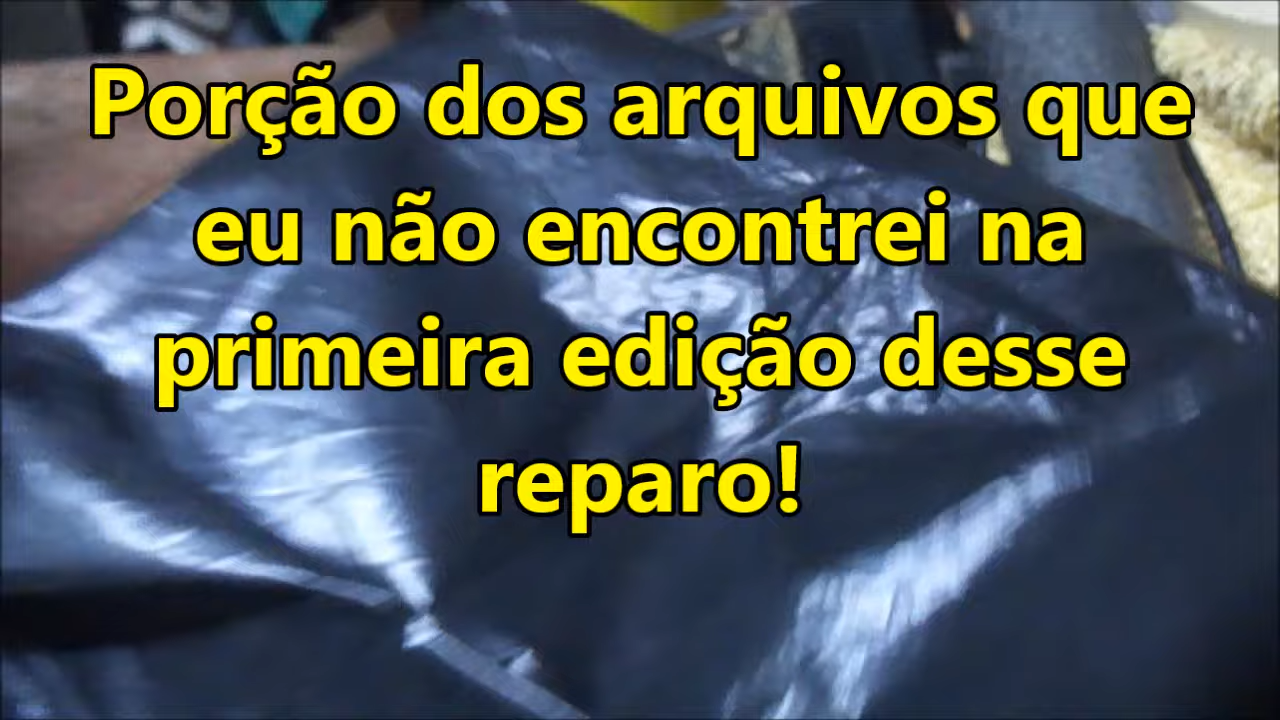 Porção dos arquivos que
eu não encontrei na
primeira edição desse
reparo!